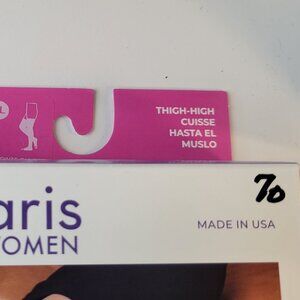 L
THIGH-HIGH
CUISSE
HASTA EL
MUSLO
aris
OMEN
70
MADE IN USA